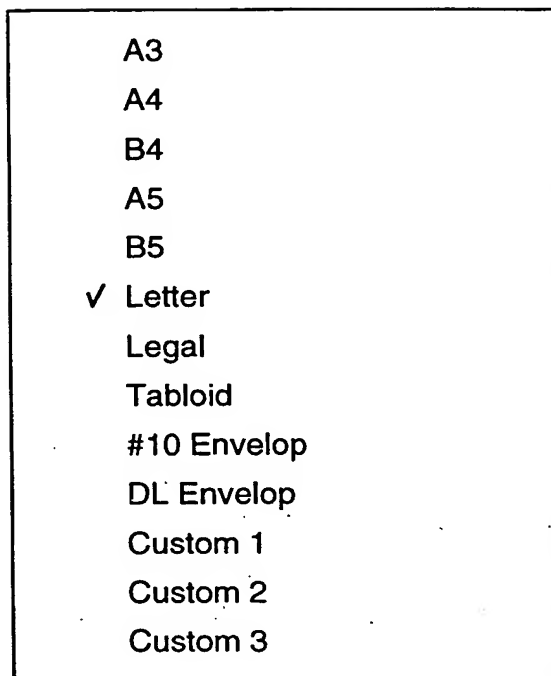 A3
A4
B4
A5
B5
√ Letter
Legal
Tabloid
#10 Envelop
DL Envelop
Custom 1
Custom 2
Custom 3